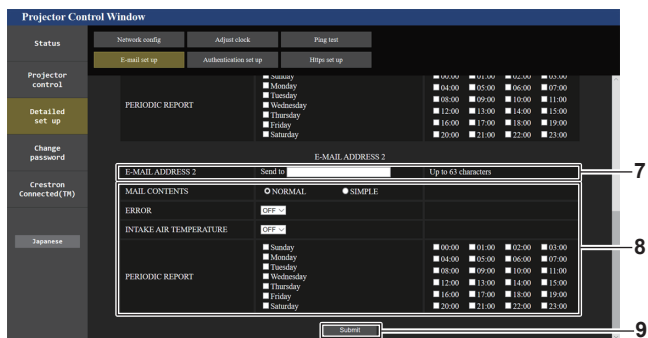 Projector Control Window
Status
Network config
Adjust clock
Ping test
E-mail set up
Authentication set up
Https set up
Projector
control
Detailed
set up
Change
password
Crestron
Connected(TM)
Japanese
PERIODIC REPORT
Sunday
Monday
Tuesday
Wednesday
Thursday
Friday
Saturday
00:00 01:00 02:00 03:00
04:00 05:00 06:00 07:00
08:00 09:00 10:00 11:00
12:00 13:00 14:00 15:00
16:00 17:00 18:00 19:00
20:00 21:00 22:00 23:00
E-MAIL ADDRESS 2
E-MAIL ADDRESS 2 Send to Up to 63 characters 7
MAIL CONTENTS NORMAL SIMPLE
ERROR OFF
INTAKE AIR TEMPERATURE OFF
8
PERIODIC REPORT
Sunday
Monday
Tuesday
Wednesday
Thursday
Friday
Saturday
00:00 01:00 02:00 03:00
04:00 05:00 06:00 07:00
08:00 09:00 10:00 11:00
12:00 13:00 14:00 15:00
16:00 17:00 18:00 19:00
20:00 21:00 22:00 23:00
Submit 9